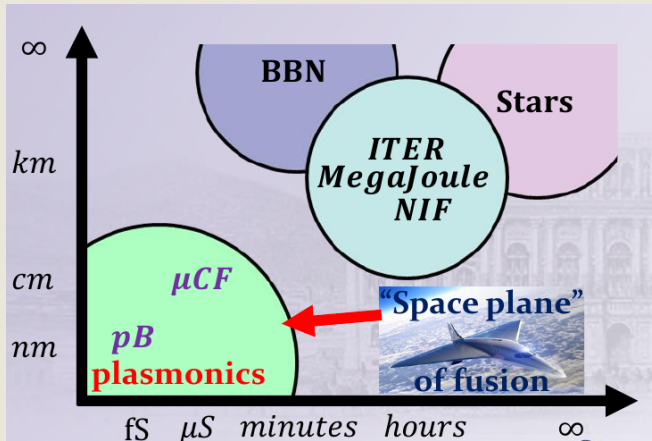 ∞
BBN
Stars
km
ITER
MegaJoule
NIF
cm
μCF
"Space plane"
nm
pB
plasmonics
of fusion
fS μS minutes hours ∞